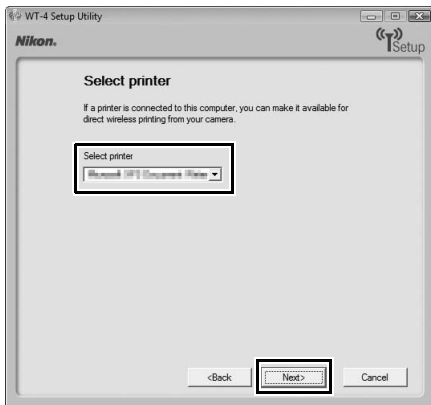 WT-4 Setup Utility
Nikon.
Setup
Select printer
If a printer is connected to this computer, you can make it available for
direct wireless printing from your camera.
Select printer
<Back
Next>
Cancel